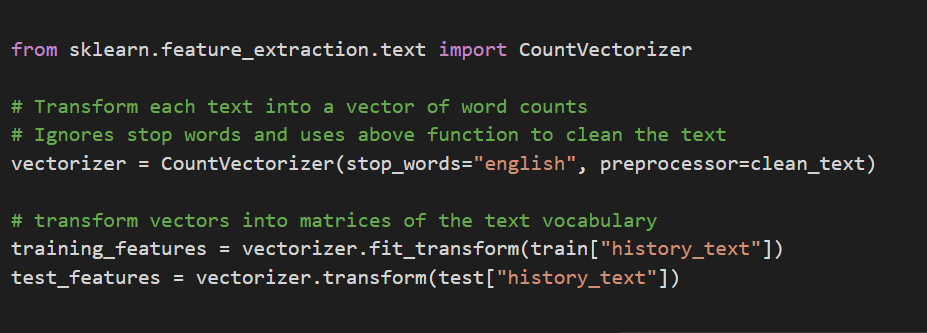 from sklearn.feature_extraction.text import CountVectorizer
# Transform each text into a vector of word counts
# Ignores stop words and uses above function to clean the text
vectorizer = CountVectorizer(stop_words="english", preprocessor=clean_text)
# transform vectors into matrices of the text vocabulary
training_features = vectorizer.fit_transform(train["history_text"])
test_features = vectorizer.transform(test["history_text"])